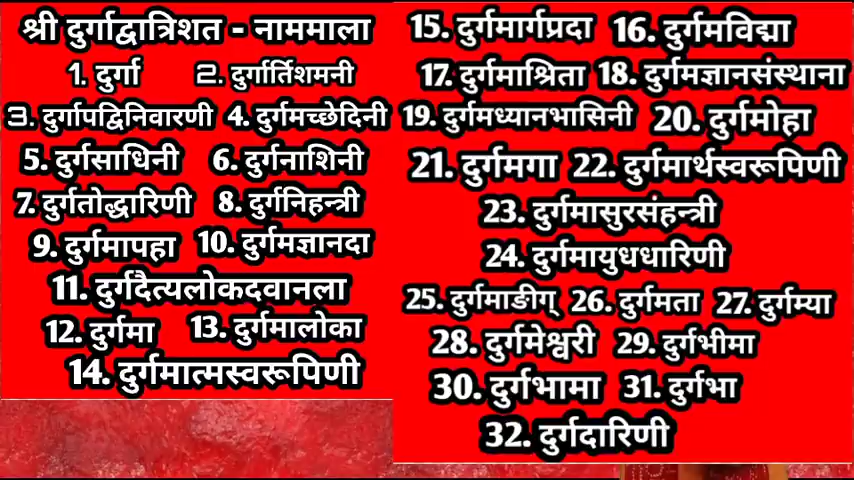 श्री दुर्गाद्वात्रिशत - नाममाला
1. दुर्गा 2. दुर्गार्तिशमनी
3. दुर्गापद्विनिवारणी 4. दुर्गमच्छेदिनी
5. दुर्गसाधिनी 6. दुर्गनाशिनी
7. दुर्गतोद्धारिणी 8. दुर्गनिहन्त्री
9. दुर्गमापहा 10. दुर्गमज्ञानदा
11. दुर्गदैत्यलोकदवानला
12. दुर्गमा 13. दुर्गमालोका
14. दुर्गमात्मस्वरूपिणी
15. दुर्गमार्गप्रदा 16. दुर्गमविद्मा
17. दुर्गमाश्रिता 18. दुर्गमज्ञानसंस्थाना
19. दुर्गमध्यानभासिनी 20. दुर्गमोहा
21. दुर्गमगा 22. दुर्गमार्थस्वरूपिणी
23. दुर्गमासुरसंहन्त्री
24. दुर्गमायुधधारिणी
25. दुर्गमाङीग् 26. दुर्गमता 27. दुर्गम्या
28. दुर्गमेश्वरी 29. दुर्गभीमा
30. दुर्गभामा 31. दुर्गभा
32. दुर्गदारिणी